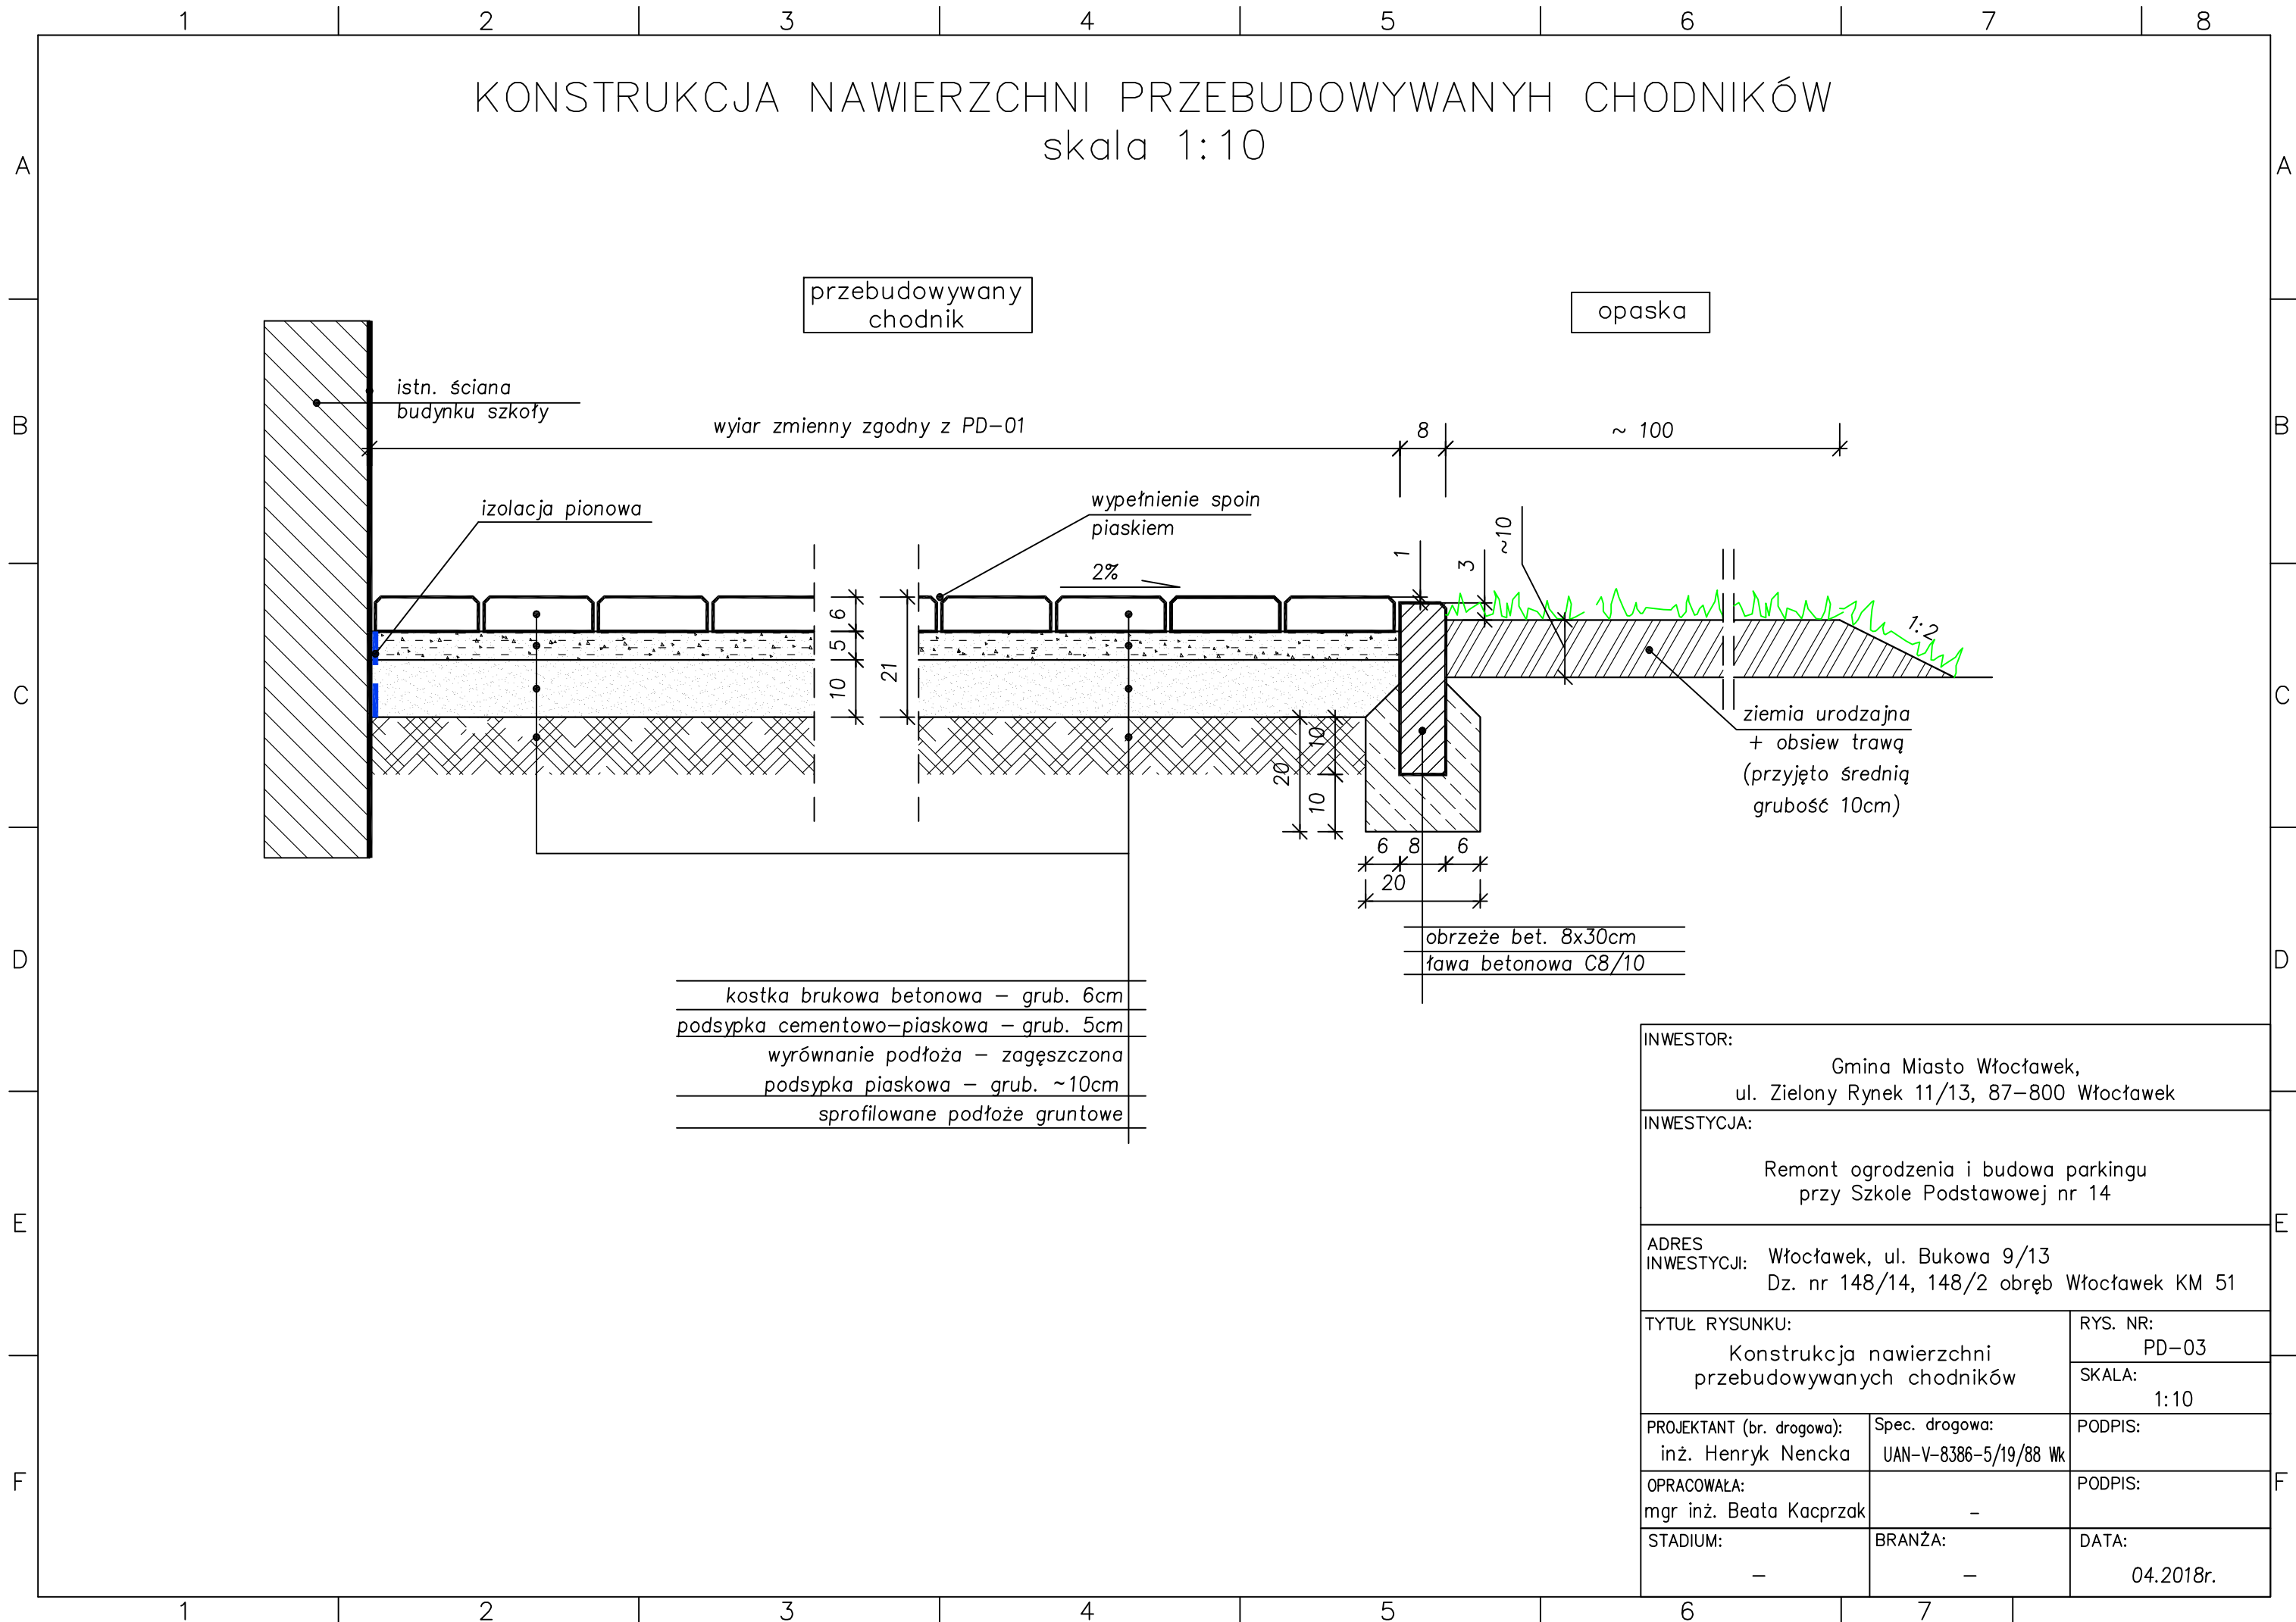 1 2 3 4 5 6 7 8
KONSTRUKCJA NAWIERZCHNI PRZEBUDOWYWANYH CHODNIKÓW
skala 1:10
A A
przebudowywany
chodnik
opaska
istn. ściana
budynku szkoły
B B
wyiar zmienny zgodny z PD-01
8
~ 100
izolacja pionowa
wypełnienie spoin
piaskiem
2%
1
3
~10
1:2
6
5
10
21
C C
ziemia urodzajna
+ obsiew trawą
(przyjęto średnią
grubość 10cm)
10
20
10
6 8 6
20
obrzeże bet. 8x30cm
ława betonowa C8/10
D D
kostka brukowa betonowa - grub. 6cm
podsypka cementowo-piaskowa - grub. 5cm
wyrównanie podłoża - zagęszczona
podsypka piaskowa - grub. ~10cm
sprofilowane podłoże gruntowe
INWESTOR:
Gmina Miasto Włocławek,
ul. Zielony Rynek 11/13, 87-800 Włocławek
INWESTYCJA:
Remont ogrodzenia i budowa parkingu
przy Szkole Podstawowej nr 14
E E
ADRES
INWESTYCJI:
Włocławek, ul. Bukowa 9/13
Dz. nr 148/14, 148/2 obręb Włocławek KM 51
TYTUŁ RYSUNKU:
Konstrukcja nawierzchni
przebudowywanych chodników
RYS. NR:
PD-03
SKALA:
1:10
PROJEKTANT (br. drogowa):
inż. Henryk Nencka
Spec. drogowa:
UAN-V-8386-5/19/88 Wk
PODPIS:
F F
OPRACOWAŁA:
mgr inż. Beata Kacprzak
-
PODPIS:
STADIUM:
-
BRANŻA:
-
DATA:
04.2018r.
1 2 3 4 5 6 7